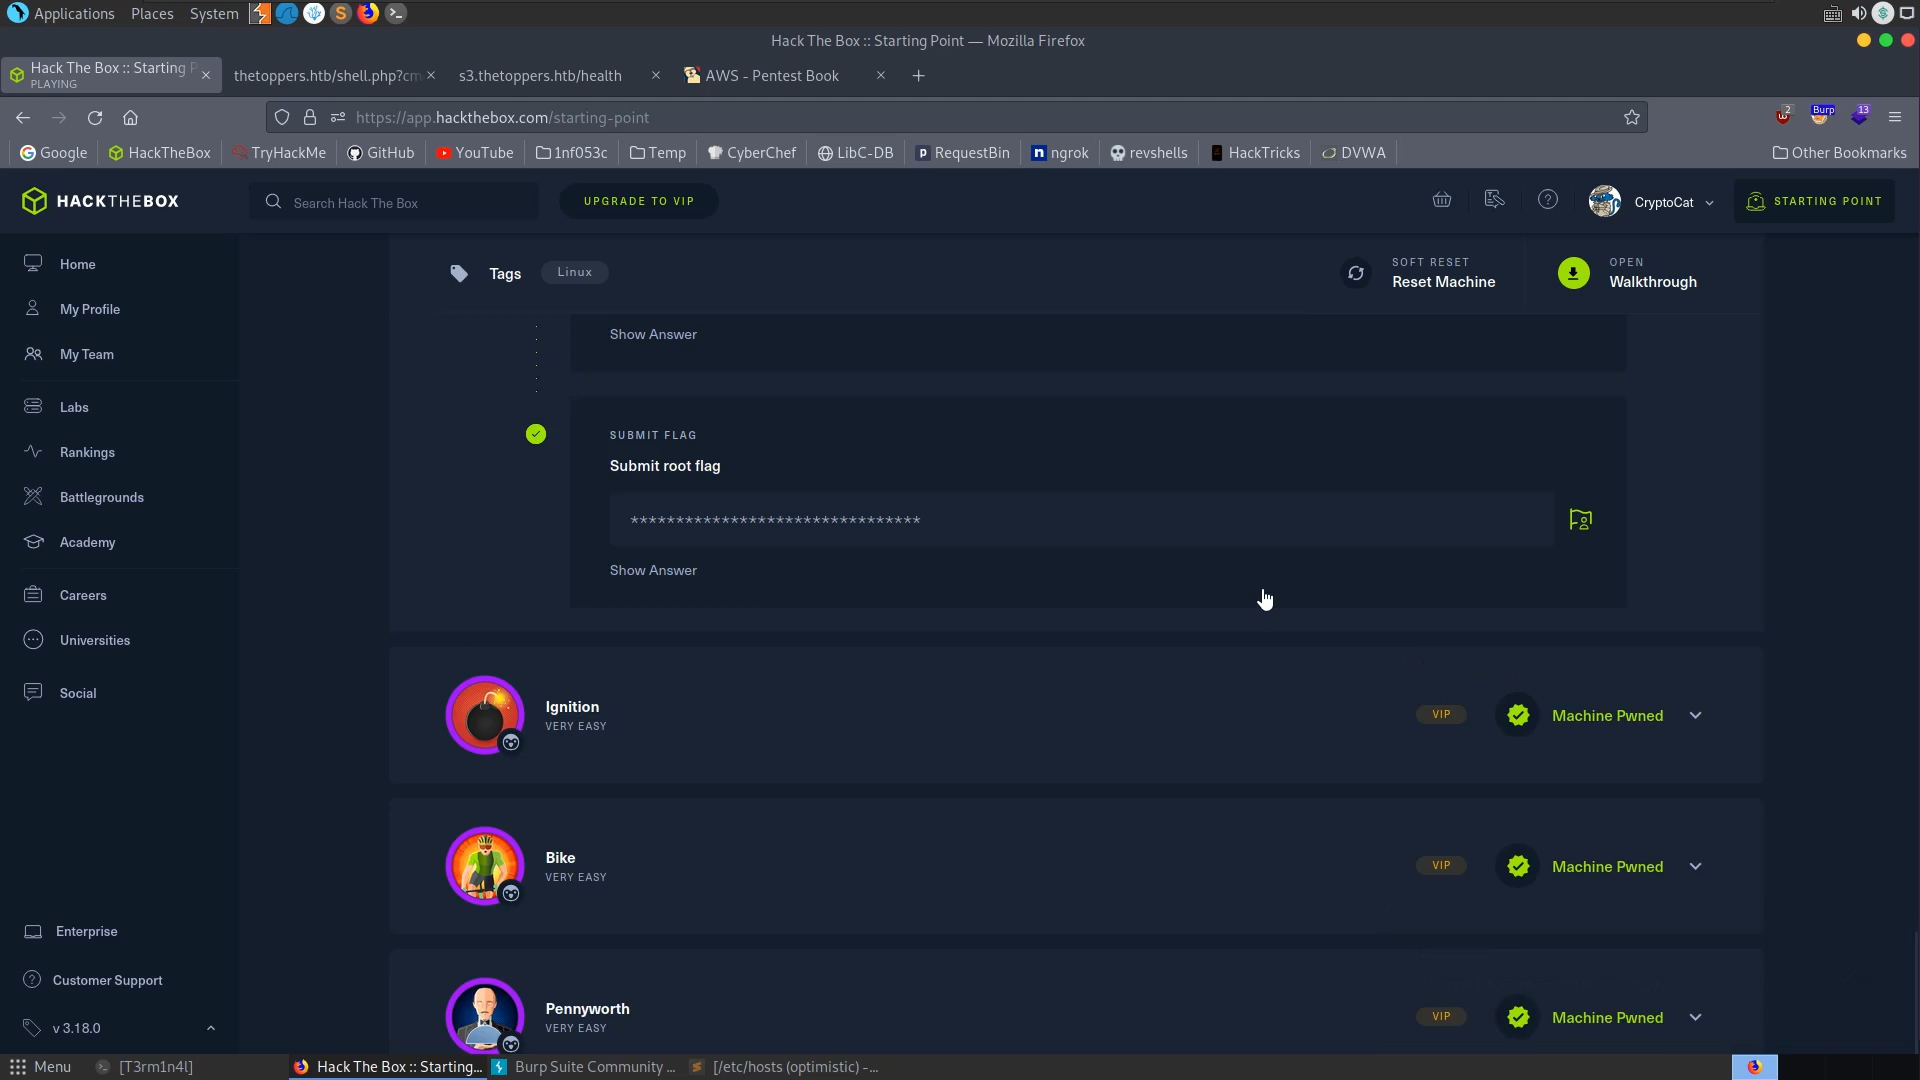 Applications Places System
Hack The Box :: Starting Point — Mozilla Firefox
Hack The Box :: Starting P
PLAYING
thetoppers.htb/shell.php?cm
s3.thetoppers.htb/health
AWS - Pentest Book
https://app.hackthebox.com/starting-point
2
Burp
13
Google
HackTheBox
TryHackMe
GitHub
YouTube
1nf053c
Temp
CyberChef
LibC-DB
RequestBin
ngrok
revshells
HackTricks
DVWA
Other Bookmarks
HACKTHEBOX
Search Hack The Box
UPGRADE TO VIP
CryptoCat
STARTING POINT
Home
My Profile
My Team
Labs
Rankings
Battlegrounds
Academy
Careers
Universities
Social
Enterprise
Customer Support
v 3.18.0
Tags
Linux
SOFT RESET
Reset Machine
OPEN
Walkthrough
Show Answer
SUBMIT FLAG
Submit root flag
********************************
Show Answer
Ignition
VERY EASY
VIP
Machine Pwned
Bike
VERY EASY
VIP
Machine Pwned
Pennyworth
VERY EASY
VIP
Machine Pwned
Menu
[T3rm1n4l]
Hack The Box :: Starting...
Burp Suite Community ...
[/etc/hosts (optimistic) -...